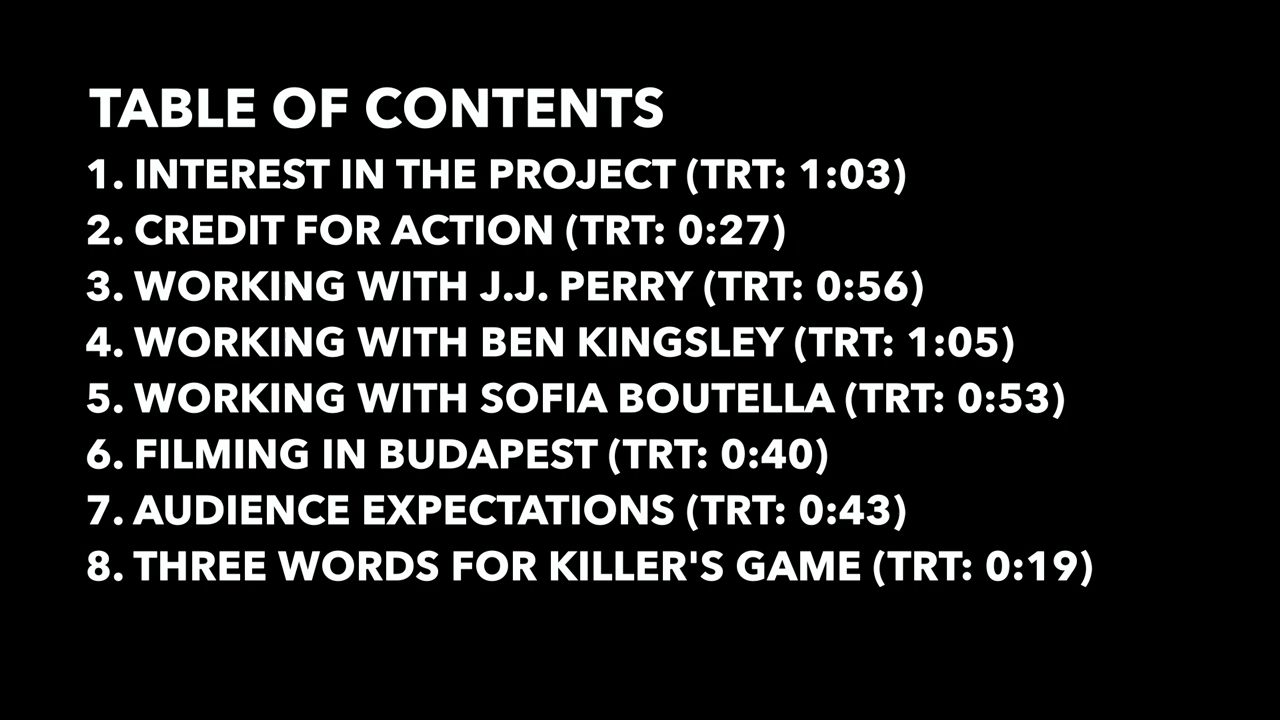 TABLE OF CONTENTS
1. INTEREST IN THE PROJECT (TRT: 1:03)
2. CREDIT FOR ACTION (TRT: 0:27)
3. WORKING WITH J.J. PERRY (TRT: 0:56)
4. WORKING WITH BEN KINGSLEY (TRT: 1:05)
5. WORKING WITH SOFIA BOUTELLA (TRT: 0:53)
6. FILMING IN BUDAPEST (TRT: 0:40)
7. AUDIENCE EXPECTATIONS (TRT: 0:43)
8. THREE WORDS FOR KILLER'S GAME (TRT: 0:19)